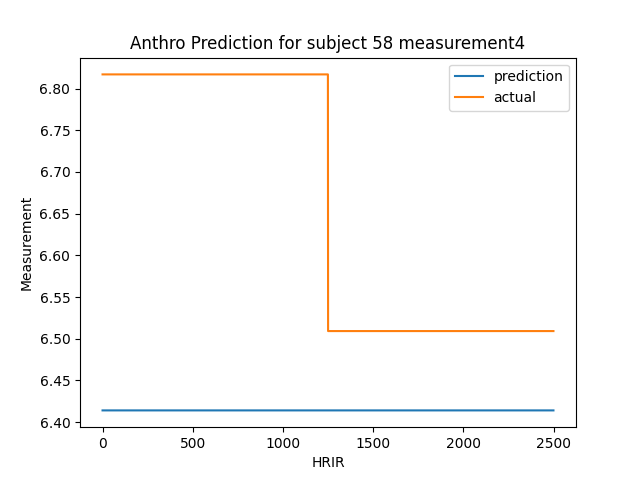 Anthro Prediction for subject 58 measurement4
prediction
actual
Measurement
6.80
6.75
6.70
6.65
6.60
6.55
6.50
6.45
6.40
0 500 1000 1500 2000 2500
HRIR